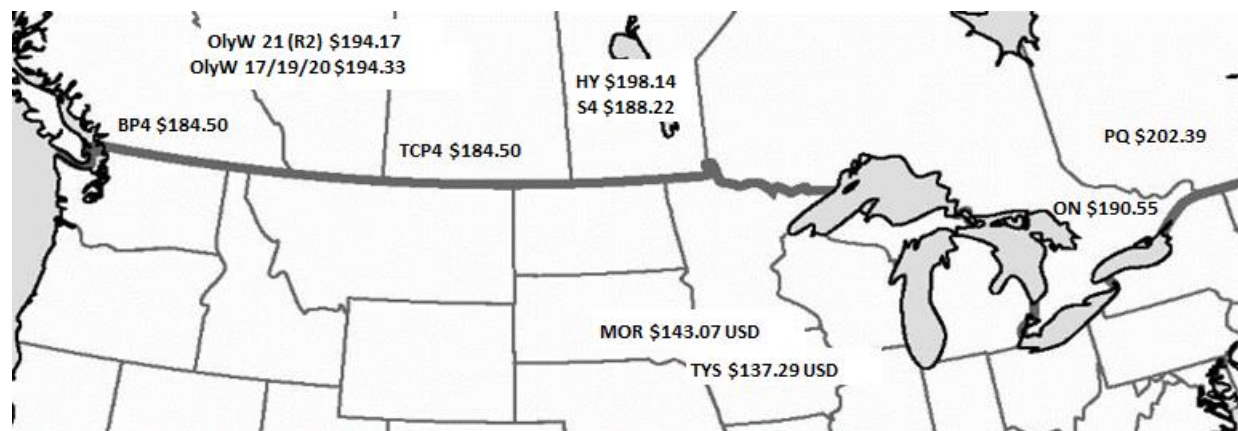 OlyW 21 (R2) $194.17
OlyW 17/19/20 $194.33
HY $198.14
S4 $188.22
BP4 $184.50
TCP4 $184.50
PQ $202.39
ON $190.55
MOR $143.07 USD
TYS $137.29 USD